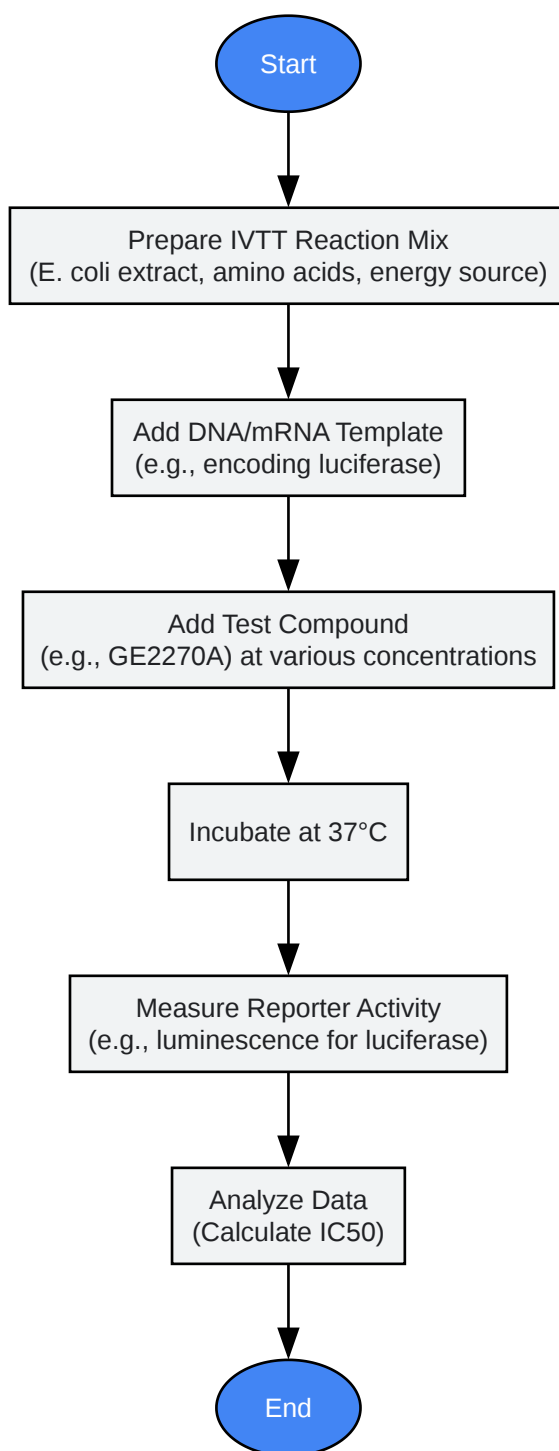 Start
Prepare IVTT Reaction Mix
(E. coli extract, amino acids, energy source)
Add DNA/mRNA Template
(e.g., encoding luciferase)
Add Test Compound
(e.g., GE2270A) at various concentrations
Incubate at 37°C
Measure Reporter Activity
(e.g., luminescence for luciferase)
Analyze Data
(Calculate IC50)
End